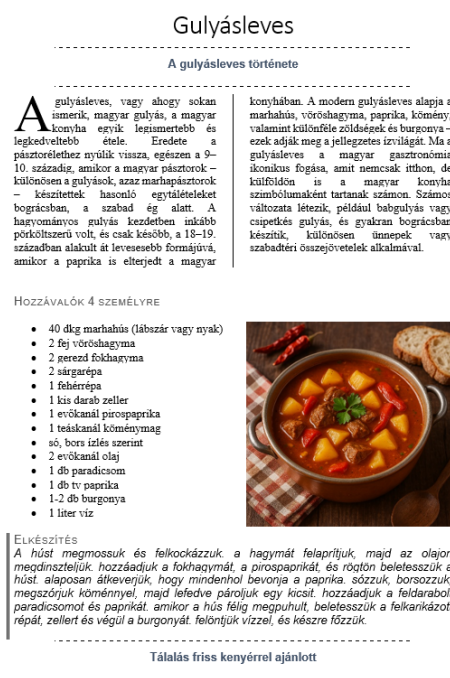 Gulyásleves
A gulyásleves története
A gulyásleves, vagy ahogy sokan
ismerik, magyar gulyás, a magyar
konyha egyik legismertebb és
legkedveltebb étele. Eredete a
pásztorélethez nyúlik vissza, egészen a 9–
10. századig, amikor a magyar pásztorok –
különösen a gulyások, azaz marhapásztorok
– készítettek hasonló egytálételeket
bográcsban, a szabad ég alatt. A
hagyományos gulyás kezdetben inkább
pörköltszerű volt, és csak később, a 18–19.
században alakult át levesesebb formájúvá,
amikor a paprika is elterjedt a magyar
konyhában. A modern gulyásleves alapja a
marhahús, vöröshagyma, paprika, kömény,
valamint különféle zöldségek és burgonya –
ezek adják meg a jellegzetes ízvilágát. Ma a
gulyásleves a magyar gasztronómia
ikonikus fogása, amit nemcsak itthon, de
külföldön is a magyar konyha
szimbólumaként tartanak számon. Számos
változata létezik, például babgulyás vagy
csipetkés gulyás, és gyakran bográcsban
készítik, különösen ünnepek vagy
szabadtéri összejövetelek alkalmával.
Hozzávalók 4 személyre
• 40 dkg marhahús (lábszár vagy nyak)
• 2 fej vöröshagyma
• 2 gerezd fokhagyma
• 2 sárgarépa
• 1 fehérrépa
• 1 kis darab zeller
• 1 evőkanál pirospaprika
• 1 teáskanál köménymag
• só, bors ízlés szerint
• 2 evőkanál olaj
• 1 db paradicsom
• 1 db tv paprika
• 1-2 db burgonya
• 1 liter víz
Elkészítés
A húst megmossuk és felkockázzuk. a hagymát felaprítjuk, majd az olajon
megdinszteljük. hozzáadjuk a fokhagymát, a pirospaprikát, és rögtön beletesszük a
húst. alaposan átkeverjük, hogy mindenhol bevonja a paprika. sózzuk, borsozzuk,
megszórjuk köménnyel, majd lefedve pároljuk egy kicsit. hozzáadjuk a feldarabolt
paradicsomot és paprikát. amikor a hús félig megpuhult, beletesszük a felkarikázott
répát, zellert és végül a burgonyát. felöntjük vízzel, és készre főzzük.
Tálalás friss kenyérrel ajánlott